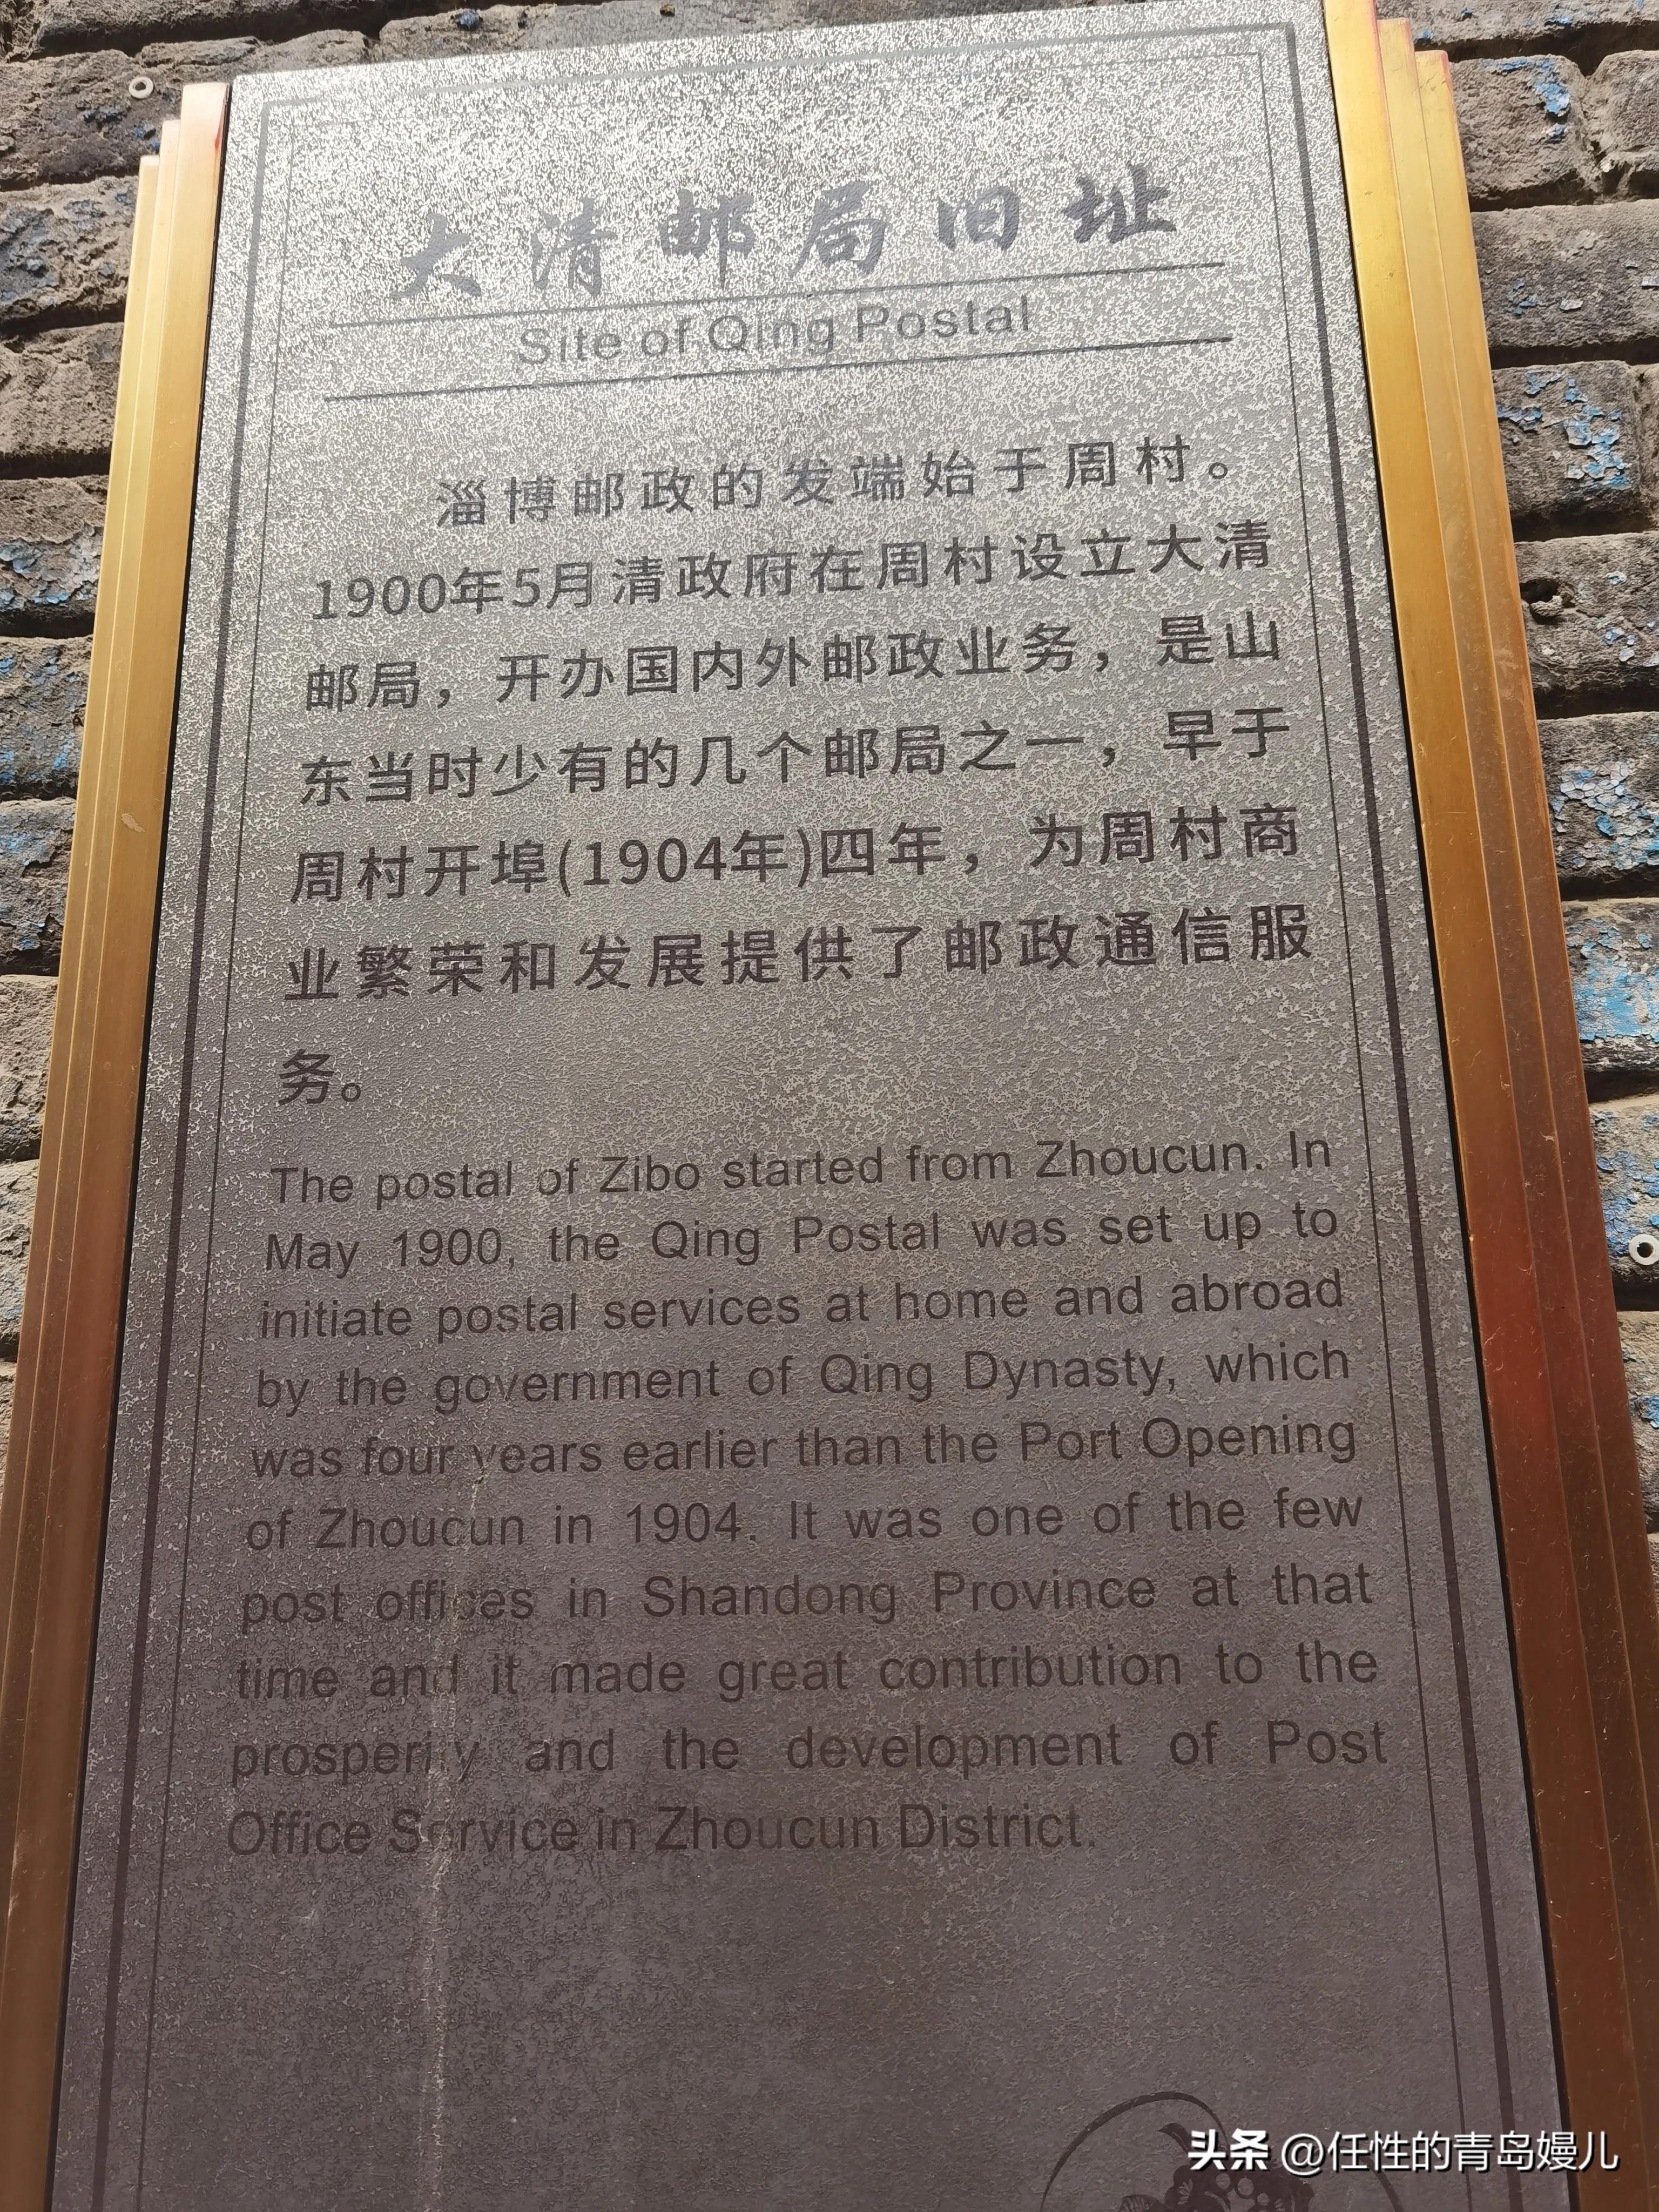 大清邮局旧址
Site of Qing Postal
淄博邮政的发端始于周村。
1900年5月清政府在周村设立大清
邮局，开办国内外邮政业务，是山
东当时少有的几个邮局之一，早于
周村开埠(1904年)四年，为周村商
业繁荣和发展提供了邮政通信服
务。
The postal of Zibo started from Zhoucun. In
May 1900, the Qing Postal was set up to
initiate postal services at home and abroad
by the government of Qing Dynasty, which
was four years earlier than the Port Opening
of Zhoucun in 1904. It was one of the few
post offices in Shandong Province at that
time and it made great contribution to the
prosperity and the development of Post
Office Service in Zhoucun District.
头条 @任性的青岛嫚儿